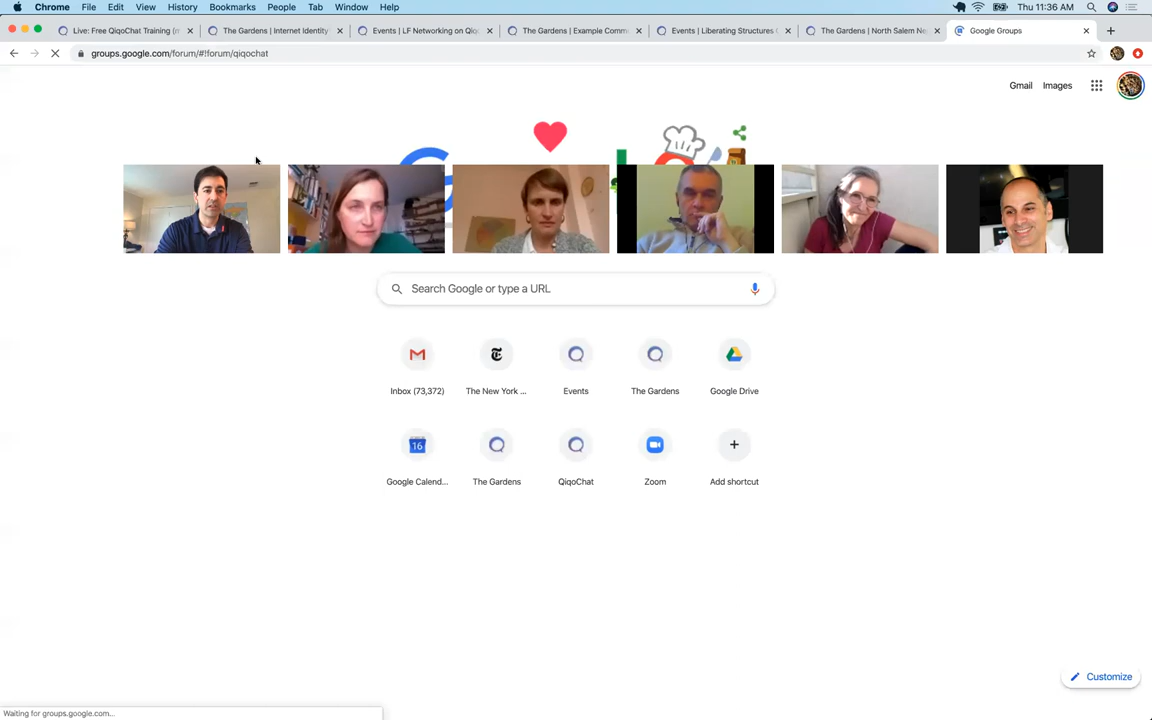 Chrome File Edit View History Bookmarks People Tab Window Help Thu 11:36 AM
Live: Free QiqoChat Training (m The Gardens | Internet Identity Events | LF Networking on Qiq The Gardens | Example Comm Events | Liberating Structures C The Gardens | North Salem Ne Google Groups
groups.google.com/forum/#!forum/qiqochat
Gmail Images
Search Google or type a URL
Inbox (73,372) The New York ... Events The Gardens Google Drive
16
Google Calend... The Gardens QiqoChat Zoom Add shortcut
Customize
Waiting for groups.google.com...